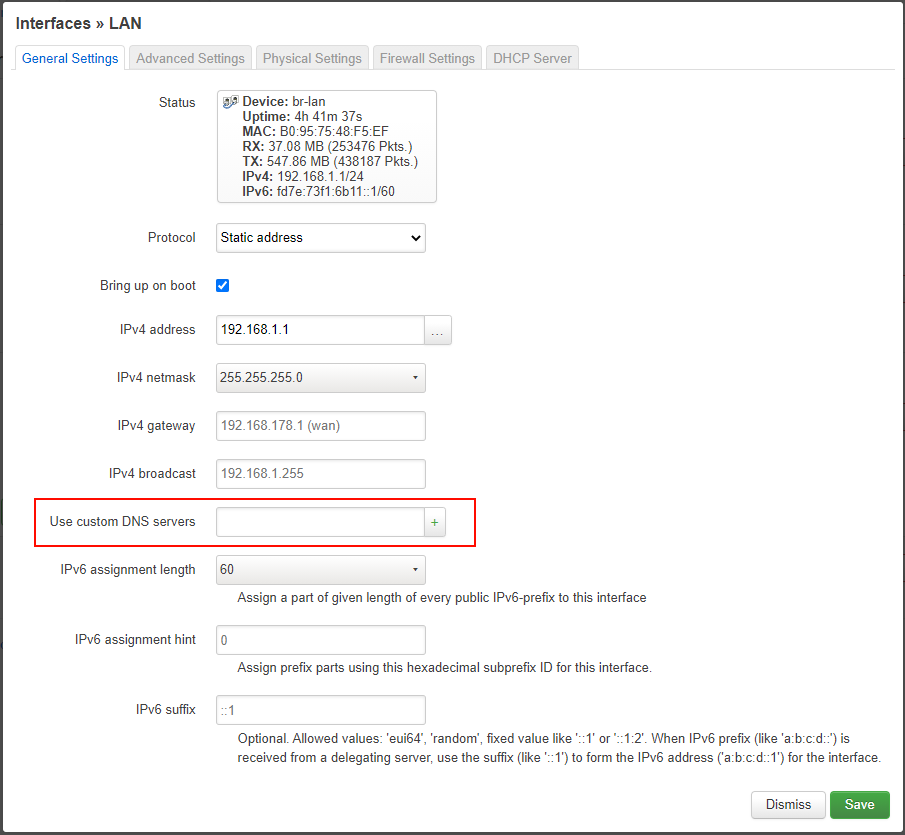 Interfaces » LAN
General Settings
Advanced Settings
Physical Settings
Firewall Settings
DHCP Server
Status
Device: br-lan
Uptime: 4h 41m 37s
MAC: B0:95:75:48:F5:EF
RX: 37.08 MB (253476 Pkts.)
TX: 547.86 MB (438187 Pkts.)
IPv4: 192.168.1.1/24
IPv6: fd7e:73f1:6b11::1/60
Protocol
Static address
Bring up on boot
IPv4 address
192.168.1.1
...
IPv4 netmask
255.255.255.0
IPv4 gateway
192.168.178.1 (wan)
IPv4 broadcast
192.168.1.255
Use custom DNS servers
+
IPv6 assignment length
60
Assign a part of given length of every public IPv6-prefix to this interface
IPv6 assignment hint
0
Assign prefix parts using this hexadecimal subprefix ID for this interface.
IPv6 suffix
::1
Optional. Allowed values: 'eui64', 'random', fixed value like '::1' or '::1:2'. When IPv6 prefix (like 'a:b:c:d::') is
received from a delegating server, use the suffix (like '::1') to form the IPv6 address ('a:b:c:d::1') for the interface.
Dismiss
Save